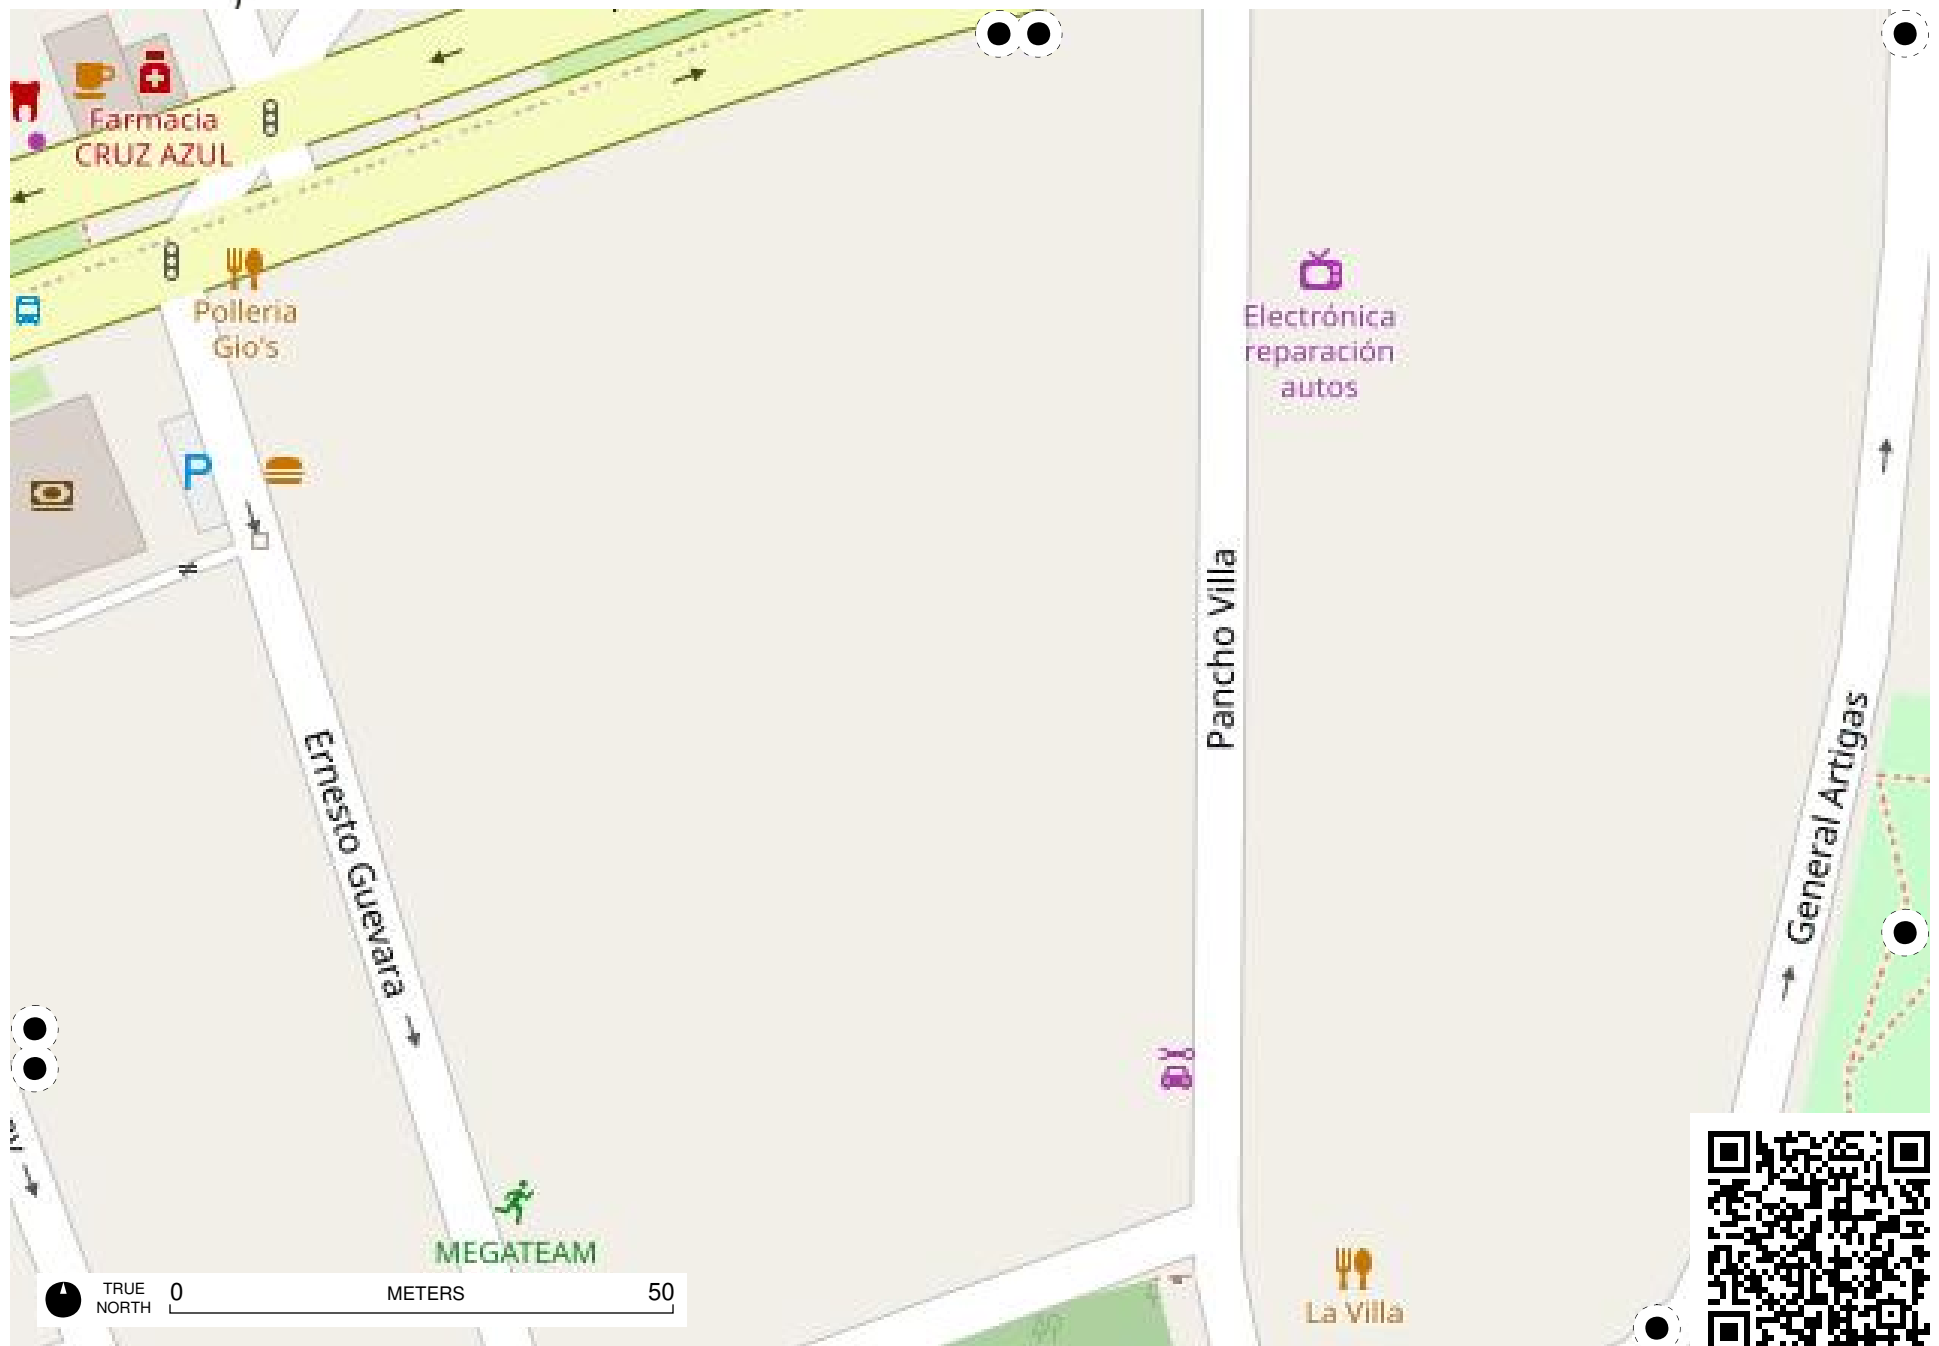 Farmacia
CRUZ AZUL
Polleria
Gio's
P
Electrónica
reparación
autos
Pancho Villa
Ernesto Guevara
General Artigas
MEGATEAM
La Villa
TRUE
NORTH
0 METERS 50